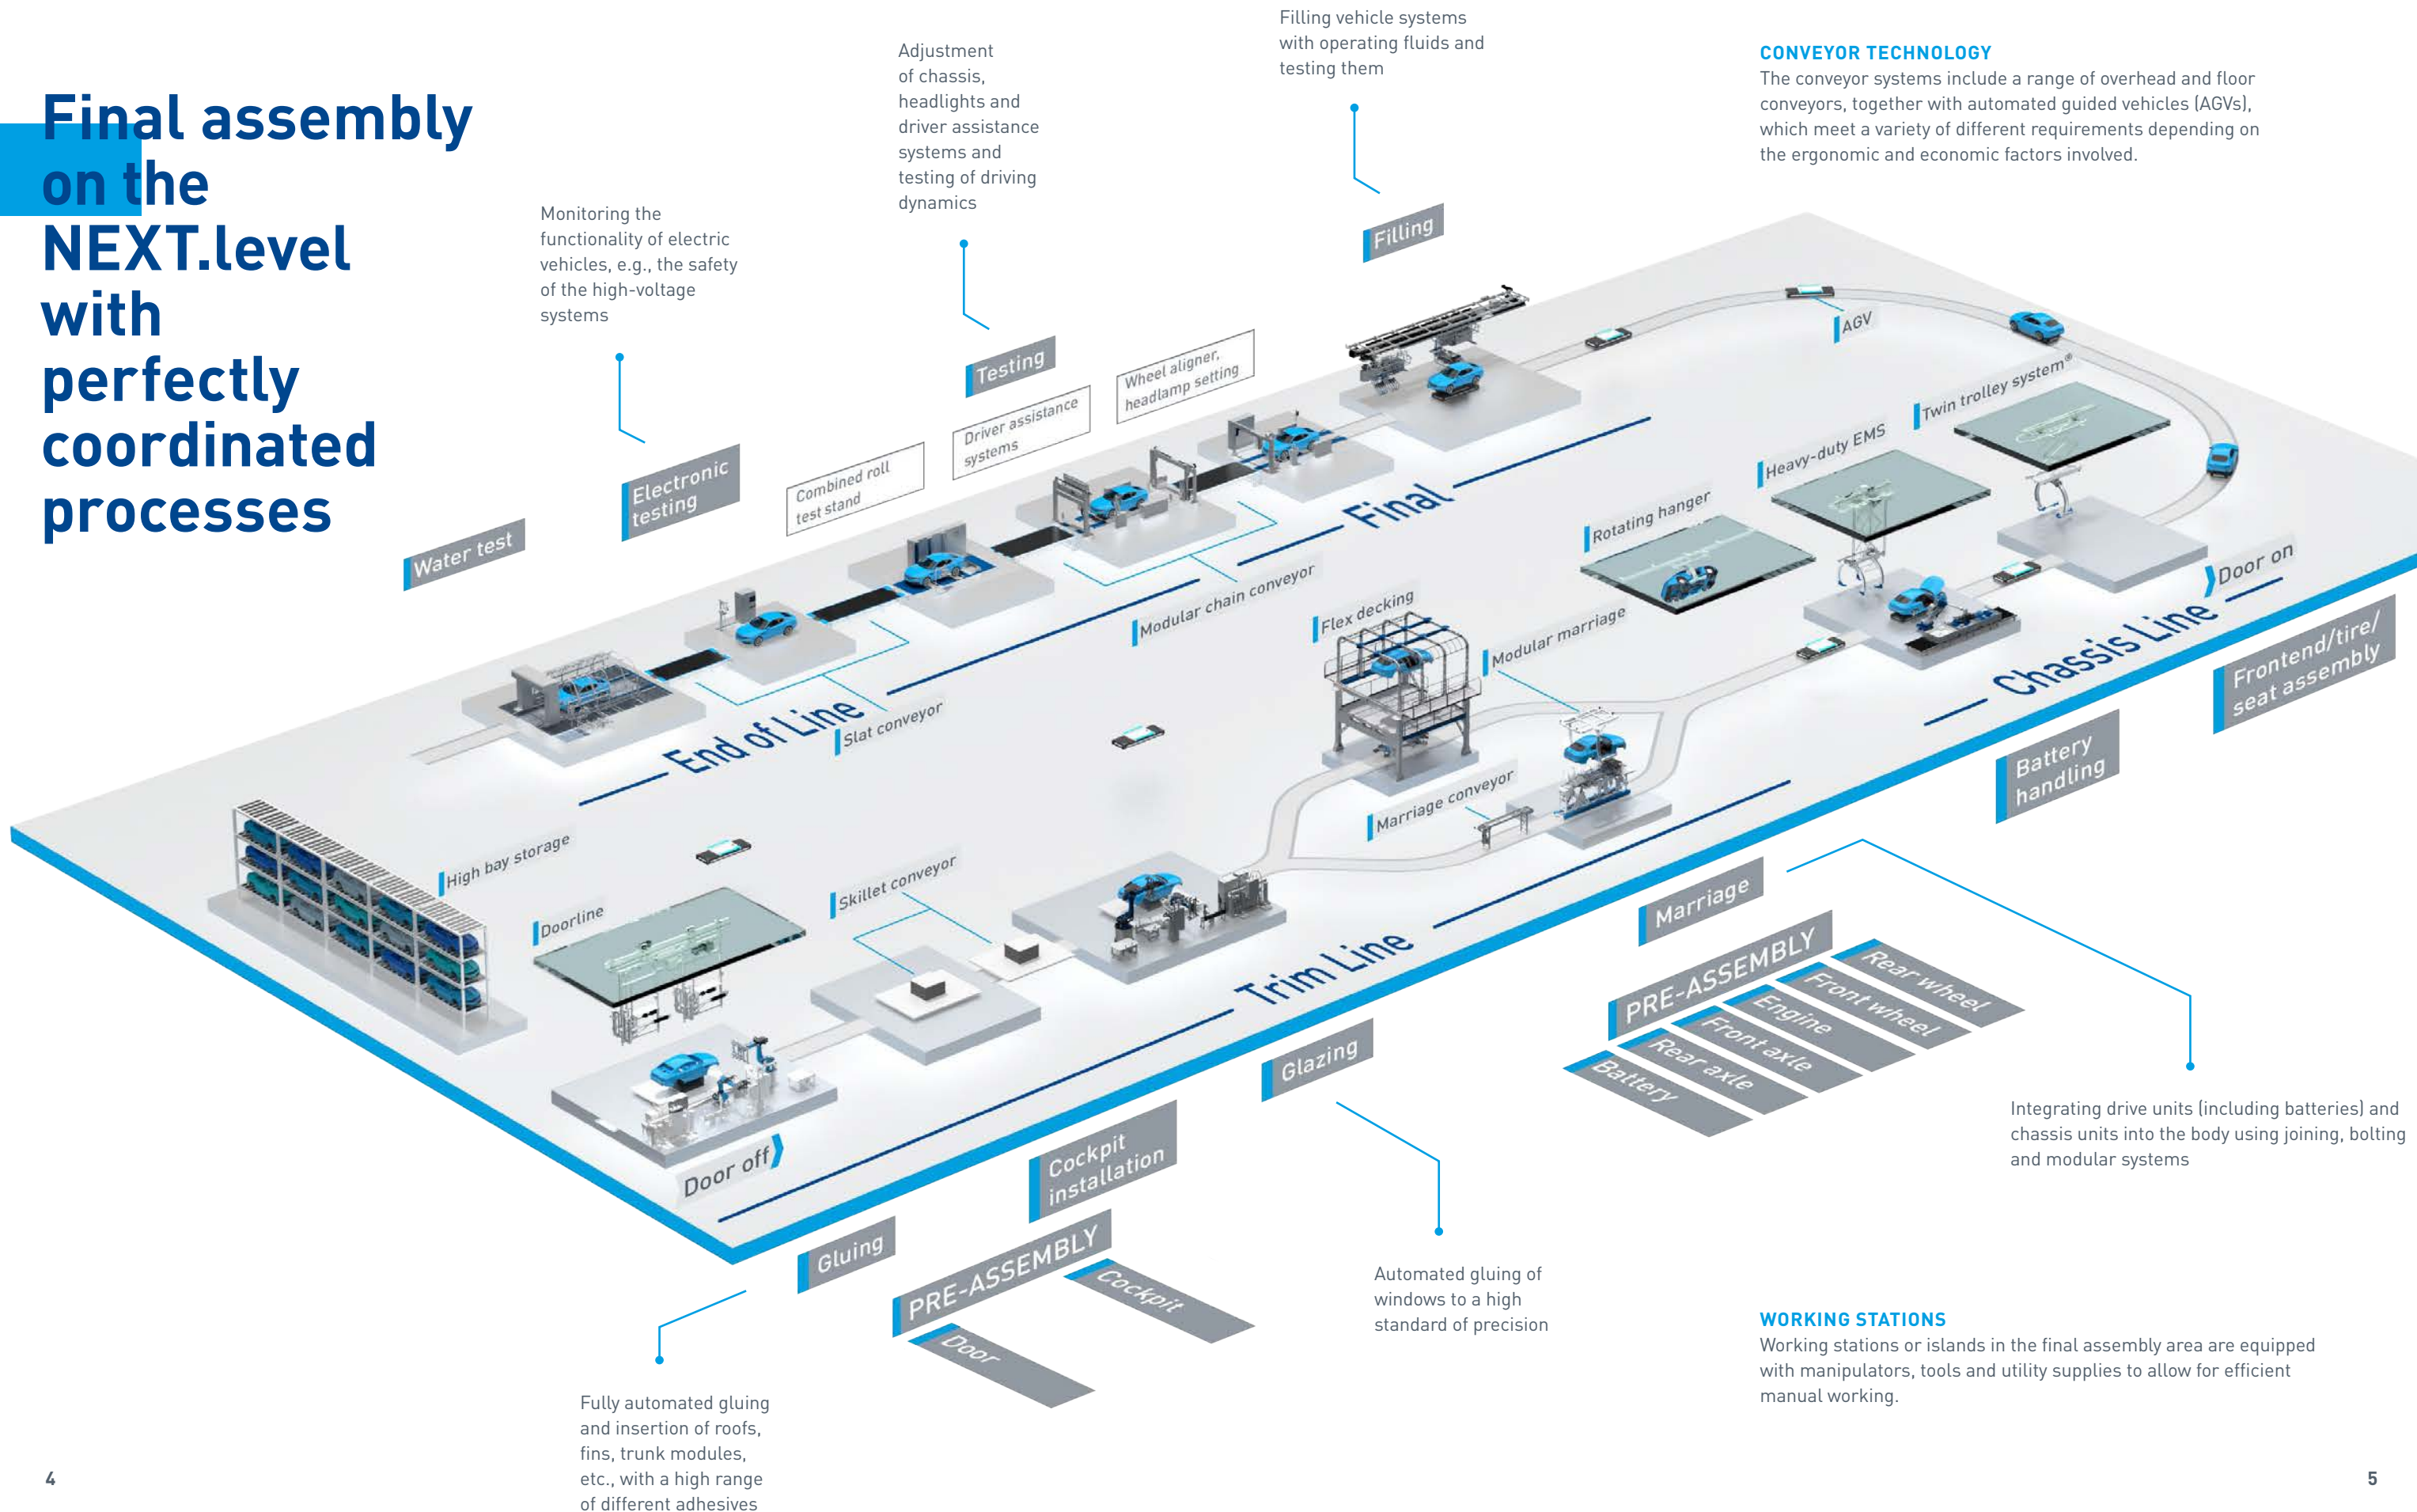 Final assembly
on the
NEXT.level
with
perfectly
coordinated
processes
Monitoring the
functionality of electric
vehicles, e.g., the safety
of the high-voltage
systems
Adjustment
of chassis,
headlights and
driver assistance
systems and
testing of driving
dynamics
Filling vehicle systems
with operating fluids and
testing them
CONVEYOR TECHNOLOGY
The conveyor systems include a range of overhead and floor
conveyors, together with automated guided vehicles (AGVs),
which meet a variety of different requirements depending on
the ergonomic and economic factors involved.
Water test
Electronic
testing
Combined roll
test stand
Testing
Driver assistance
systems
Wheel aligner,
headlamp setting
Filling
AGV
Twin trolley system®
Heavy-duty EMS
Rotating hanger
Final
Modular chain conveyor
Flex decking
Modular marriage
Door on
Chassis Line
Frontend/tire/
seat assembly
Battery
handling
End of Line
Slat conveyor
Marriage conveyor
High bay storage
Doorline
Skillet conveyor
Trim Line
Marriage
PRE-ASSEMBLY
Rear wheel
Front wheel
Engine
Front axle
Rear axle
Battery
Integrating drive units (including batteries) and
chassis units into the body using joining, bolting
and modular systems
Door off
Glazing
Cockpit
installation
Gluing
PRE-ASSEMBLY
Cockpit
Door
Automated gluing of
windows to a high
standard of precision
Fully automated gluing
and insertion of roofs,
fins, trunk modules,
etc., with a high range
of different adhesives
WORKING STATIONS
Working stations or islands in the final assembly area are equipped
with manipulators, tools and utility supplies to allow for efficient
manual working.
4
5